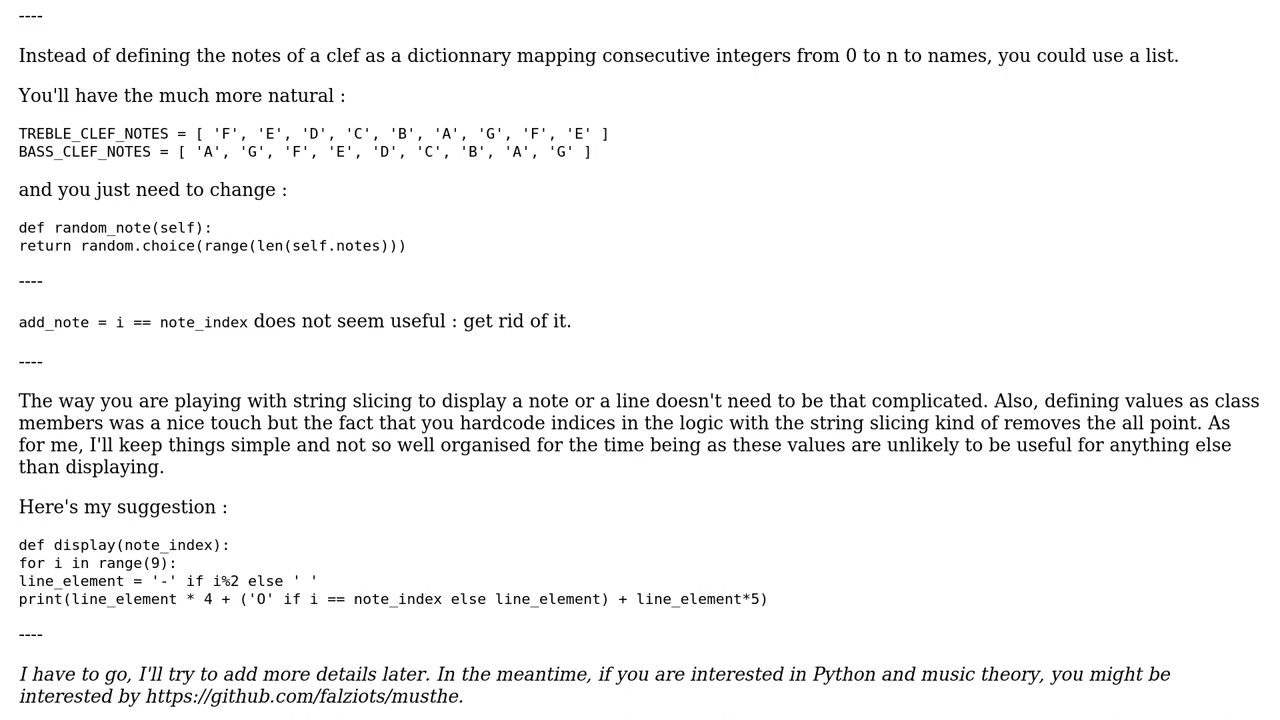 ----
Instead of defining the notes of a clef as a dictionnary mapping consecutive integers from 0 to n to names, you could use a list.
You'll have the much more natural :
TREBLE_CLEF_NOTES = [ 'F', 'E', 'D', 'C', 'B', 'A', 'G', 'F', 'E' ]
BASS_CLEF_NOTES = [ 'A', 'G', 'F', 'E', 'D', 'C', 'B', 'A', 'G' ]
and you just need to change :
def random_note(self):
return random.choice(range(len(self.notes)))
----
add_note = i == note_index does not seem useful : get rid of it.
----
The way you are playing with string slicing to display a note or a line doesn't need to be that complicated. Also, defining values as class
members was a nice touch but the fact that you hardcode indices in the logic with the string slicing kind of removes the all point. As
for me, I'll keep things simple and not so well organised for the time being as these values are unlikely to be useful for anything else
than displaying.
Here's my suggestion :
def display(note_index):
for i in range(9):
line_element = '-' if i%2 else ' '
print(line_element * 4 + ('O' if i == note_index else line_element) + line_element*5)
----
I have to go, I'll try to add more details later. In the meantime, if you are interested in Python and music theory, you might be
interested by https://github.com/falziots/musthe.